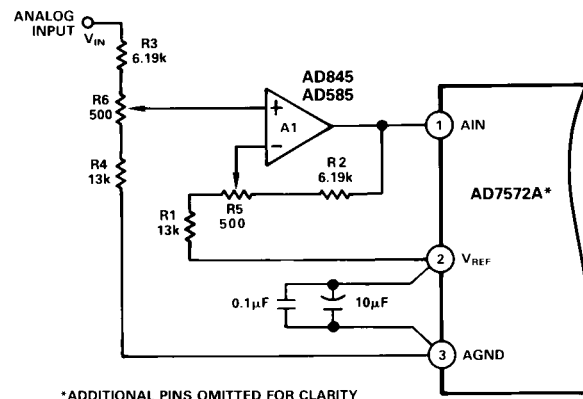 ANALOG
INPUT
VIN
R3
6.19k
R6
500
R4
13k
AD845
AD585
+
A1
−
R2
6.19k
R5
500
R1
13k
1
AIN
AD7572A*
2
VREF
0.1µF
10µF
3
AGND
*ADDITIONAL PINS OMITTED FOR CLARITY